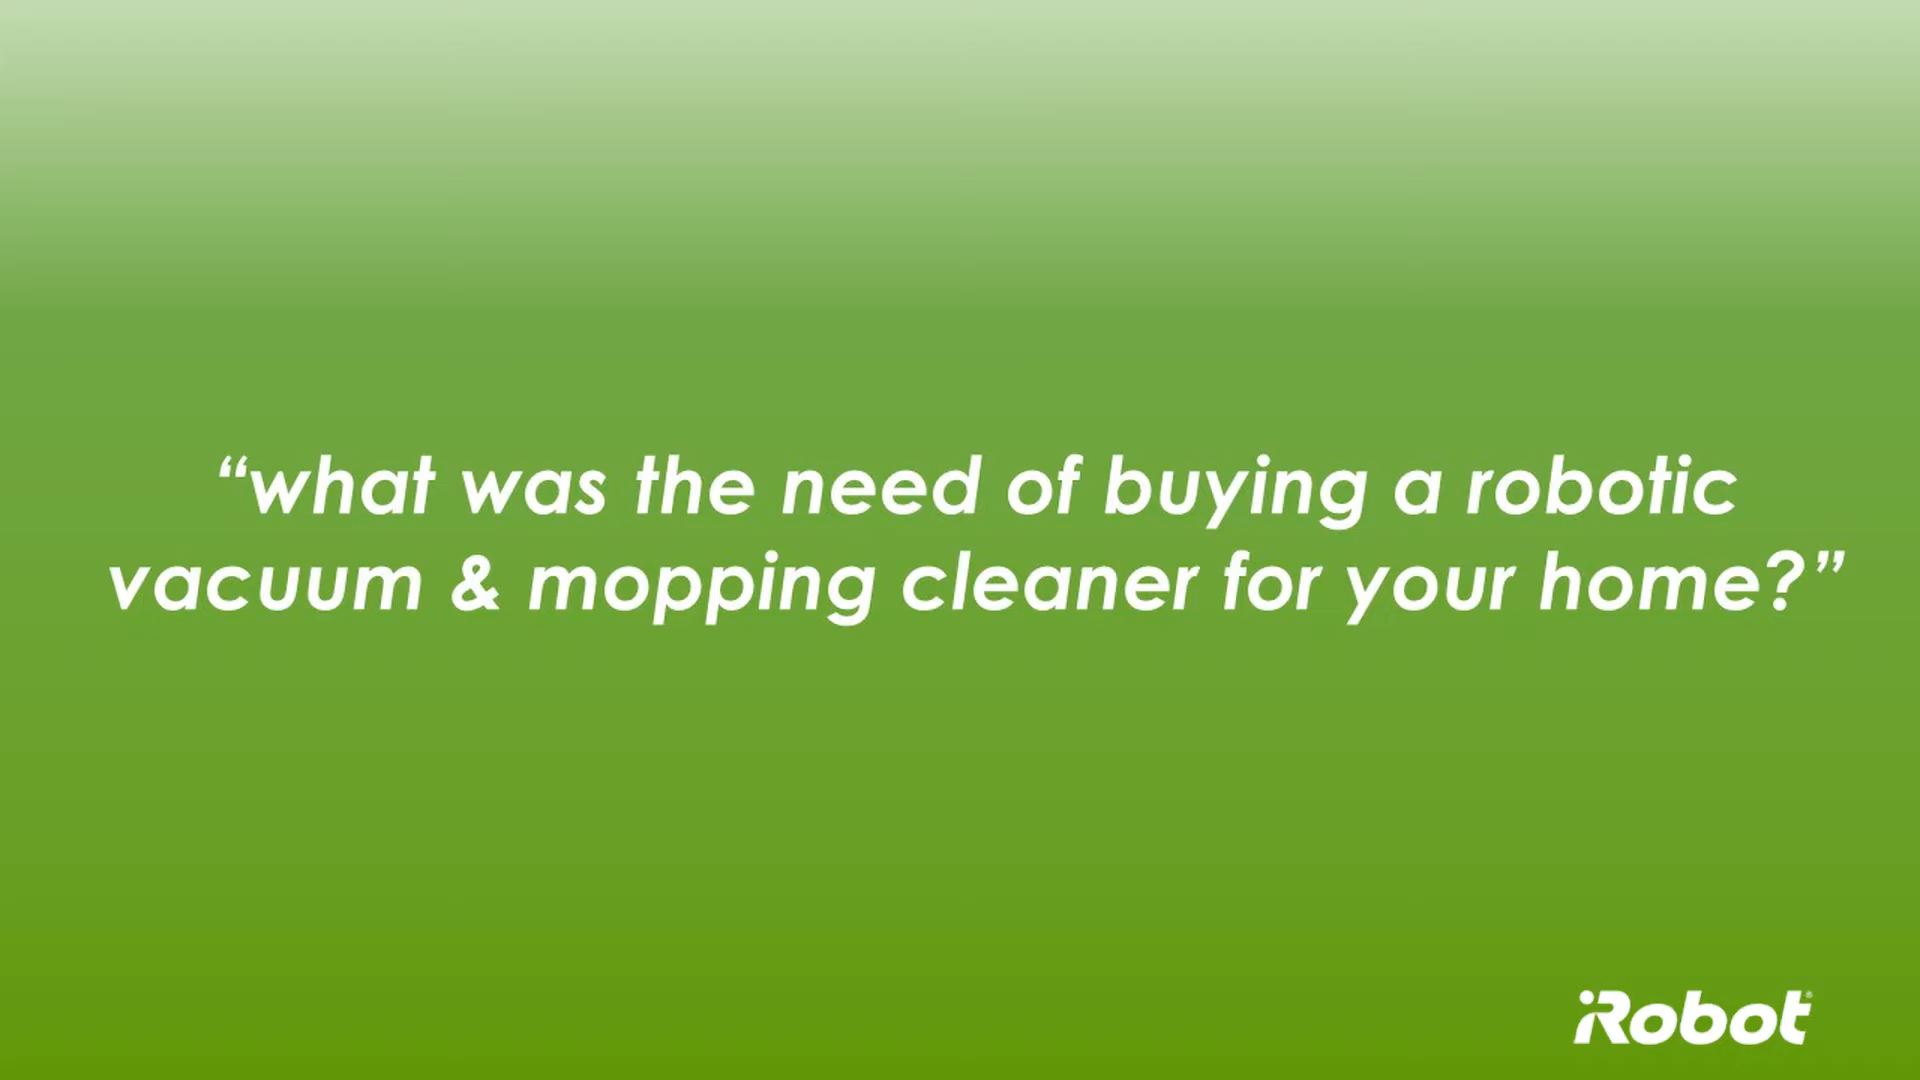 “what was the need of buying a robotic
vacuum & mopping cleaner for your home?”
iRobot®